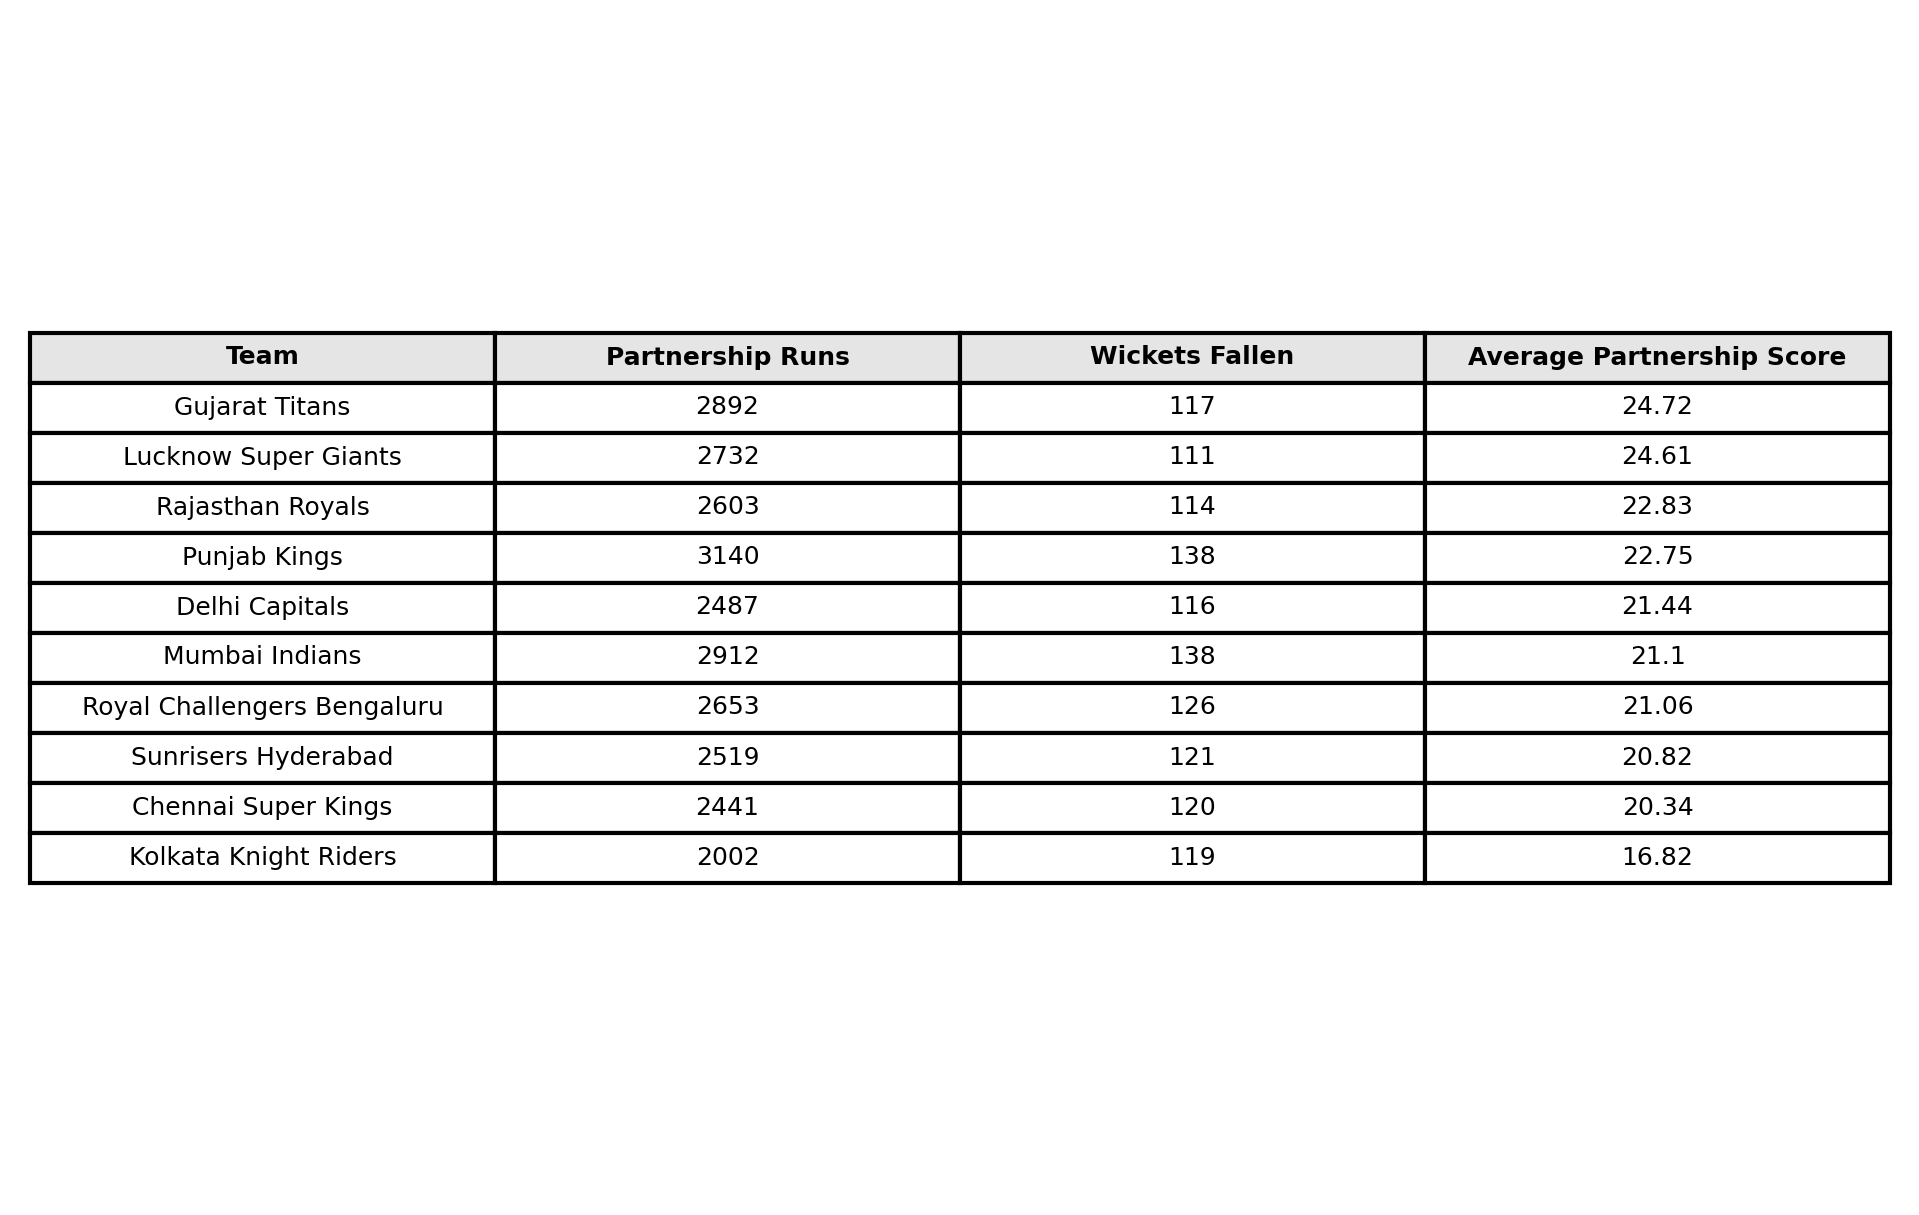 Team Partnership Runs Wickets Fallen Average Partnership Score
Gujarat Titans 2892 117 24.72
Lucknow Super Giants 2732 111 24.61
Rajasthan Royals 2603 114 22.83
Punjab Kings 3140 138 22.75
Delhi Capitals 2487 116 21.44
Mumbai Indians 2912 138 21.1
Royal Challengers Bengaluru 2653 126 21.06
Sunrisers Hyderabad 2519 121 20.82
Chennai Super Kings 2441 120 20.34
Kolkata Knight Riders 2002 119 16.82